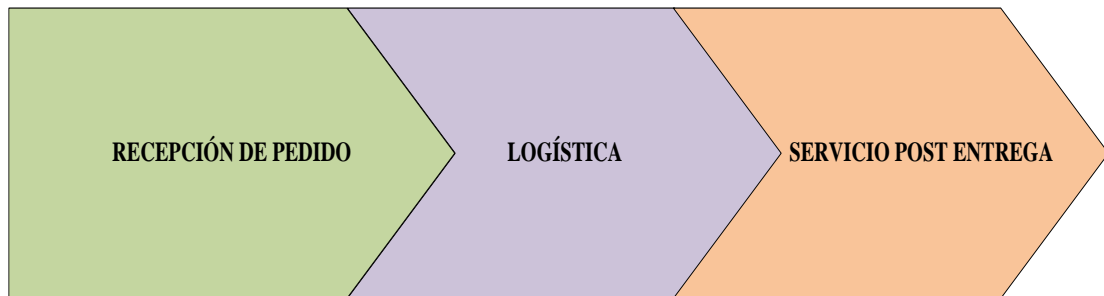 RECEPCIÓN DE PEDIDO
LOGÍSTICA
SERVICIO POST ENTREGA